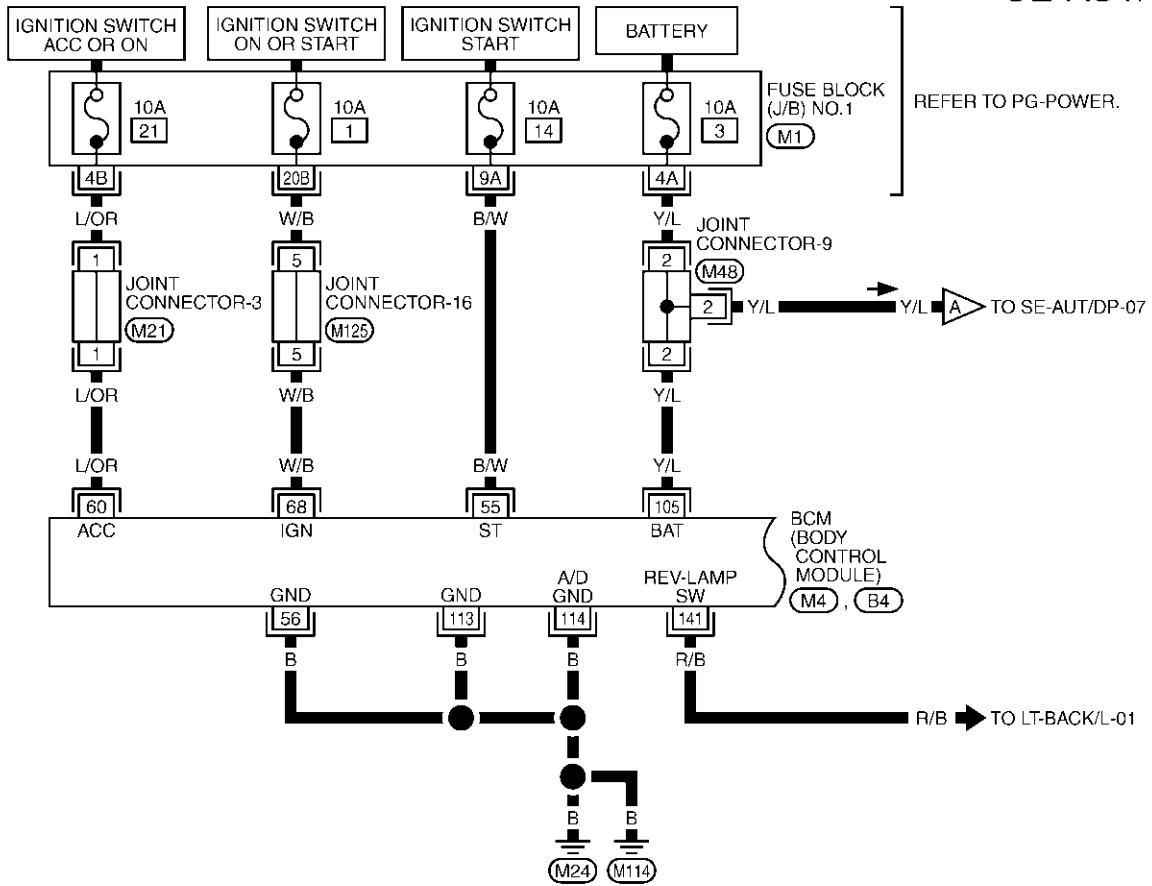 IGNITION SWITCH
ACC OR ON
IGNITION SWITCH
ON OR START
IGNITION SWITCH
START
BATTERY
10A
21
10A
1
10A
14
10A
3
FUSE BLOCK
(J/B) NO.1
M1
REFER TO PG-POWER.
4B
20B
9A
4A
L/OR
W/B
B/W
Y/L
1
JOINT
CONNECTOR-3
M21
1
5
JOINT
CONNECTOR-16
M125
5
2
JOINT
CONNECTOR-9
M48
2
Y/L
Y/L
A
TO SE-AUT/DP-07
2
L/OR
W/B
Y/L
L/OR
W/B
B/W
Y/L
60
68
55
105
ACC
IGN
ST
BAT
BCM
(BODY
CONTROL
MODULE)
M4 , B4
GND
GND
A/D
GND
REV-LAMP
SW
56
113
114
141
B
B
B
R/B
R/B
TO LT-BACK/L-01
B
B
M24
M114